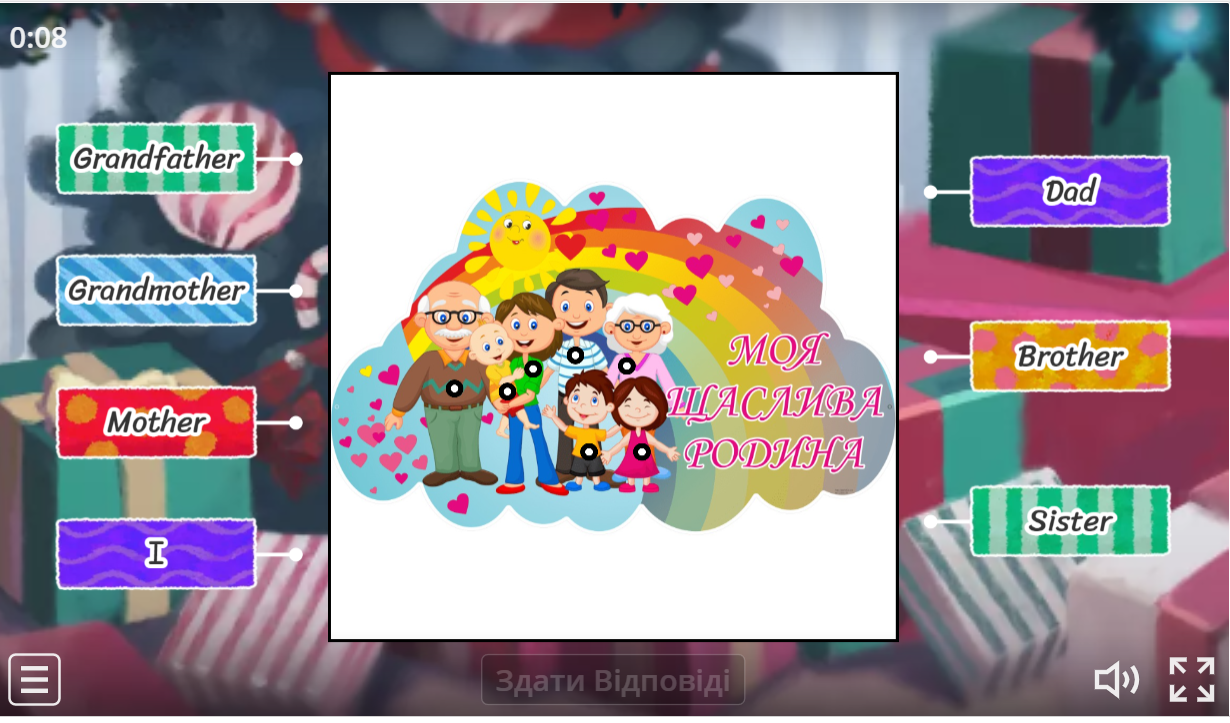 0:08
Grandfather
Grandmother
Mother
I
МОЯ
ЩАСЛИВА
РОДИНА
Dad
Brother
Sister
Здати Відповіді